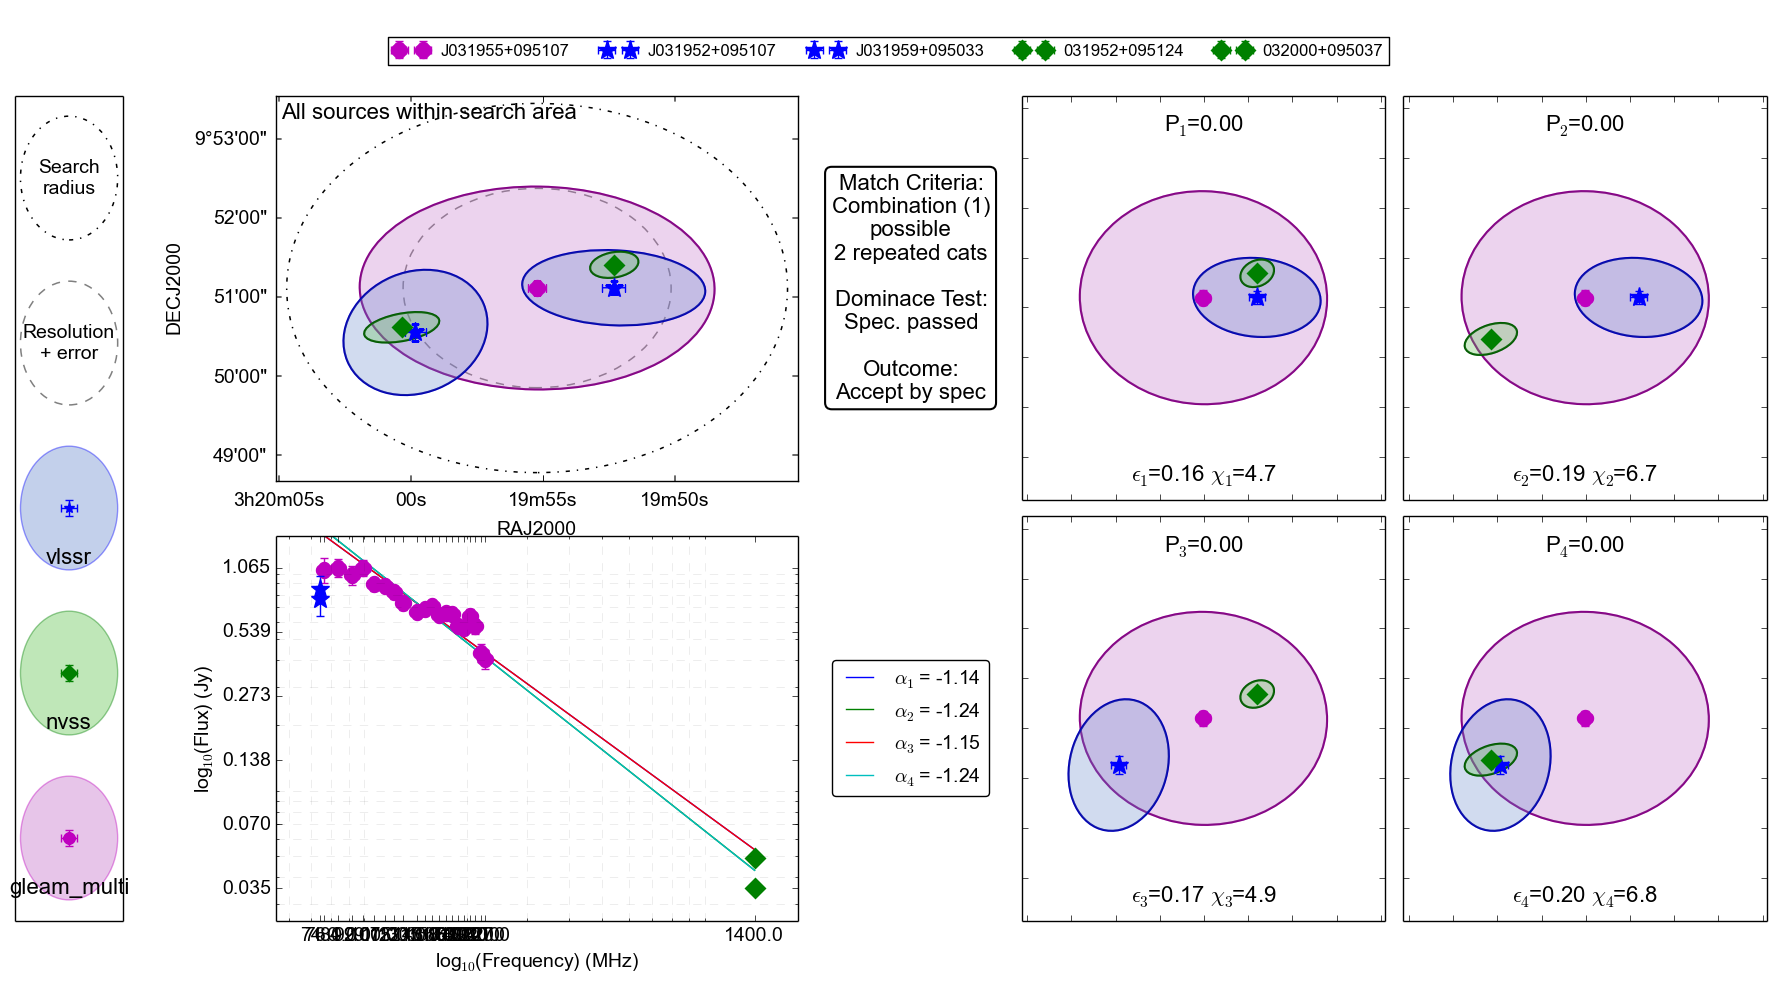 J031955+095107 J031952+095107 J031959+095033 031952+095124 032000+095037
Search
radius
Resolution
+ error
vlssr
nvss
gleam_multi
All sources within search area
9°53'00"
52'00"
51'00"
50'00"
49'00"
DECJ2000
3h20m05s 00s 19m55s 19m50s
RAJ2000
Match Criteria:
Combination (1)
possible
2 repeated cats
Dominace Test:
Spec. passed
Outcome:
Accept by spec
P₁=0.00
ϵ₁=0.16 χ₁=4.7
P₂=0.00
ϵ₂=0.19 χ₂=6.7
P₃=0.00
ϵ₃=0.17 χ₃=4.9
P₄=0.00
ϵ₄=0.20 χ₄=6.8
1.065
0.539
0.273
0.138
0.070
0.035
log₁₀(Flux) (Jy)
1400.0
log₁₀(Frequency) (MHz)
α₁ = -1.14
α₂ = -1.24
α₃ = -1.15
α₄ = -1.24